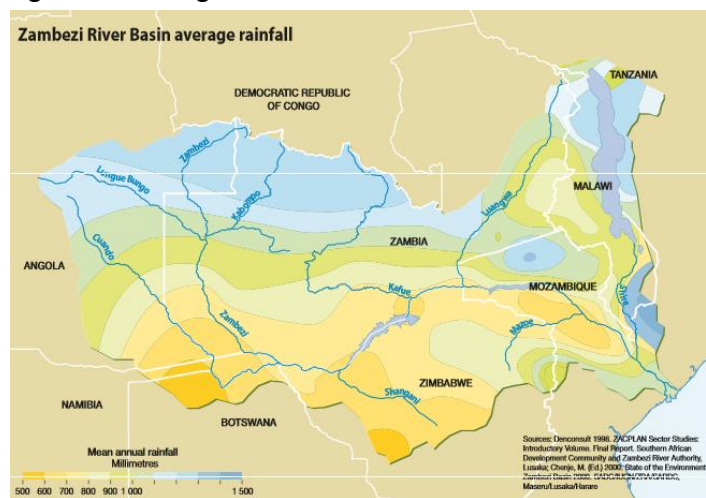 Zambezi River Basin average rainfall
TANZANIA
DEMOCRATIC REPUBLIC
OF CONGO
Zambezi
Lungue Bungo
Kabompo
Luangwa
MALAWI
Cuando
ZAMBIA
ANGOLA
Kafue
MOZAMBIQUE
Shire
Zambezi
Mazoe
ZIMBABWE
Shangani
NAMIBIA
BOTSWANA
Mean annual rainfall
Millimetres
500 600 700 800 900 1 000 1 500
Sources: Denconsult 1998. ZACPLAN Sector Studies:
Introductory Volume. Final Report. Southern African
Development Community and Zambezi River Authority,
Lusaka; Chenje, M. (Ed.) 2000. State of the Environment
Zambezi Basin 2000.
Maseru/Lusaka/Harare